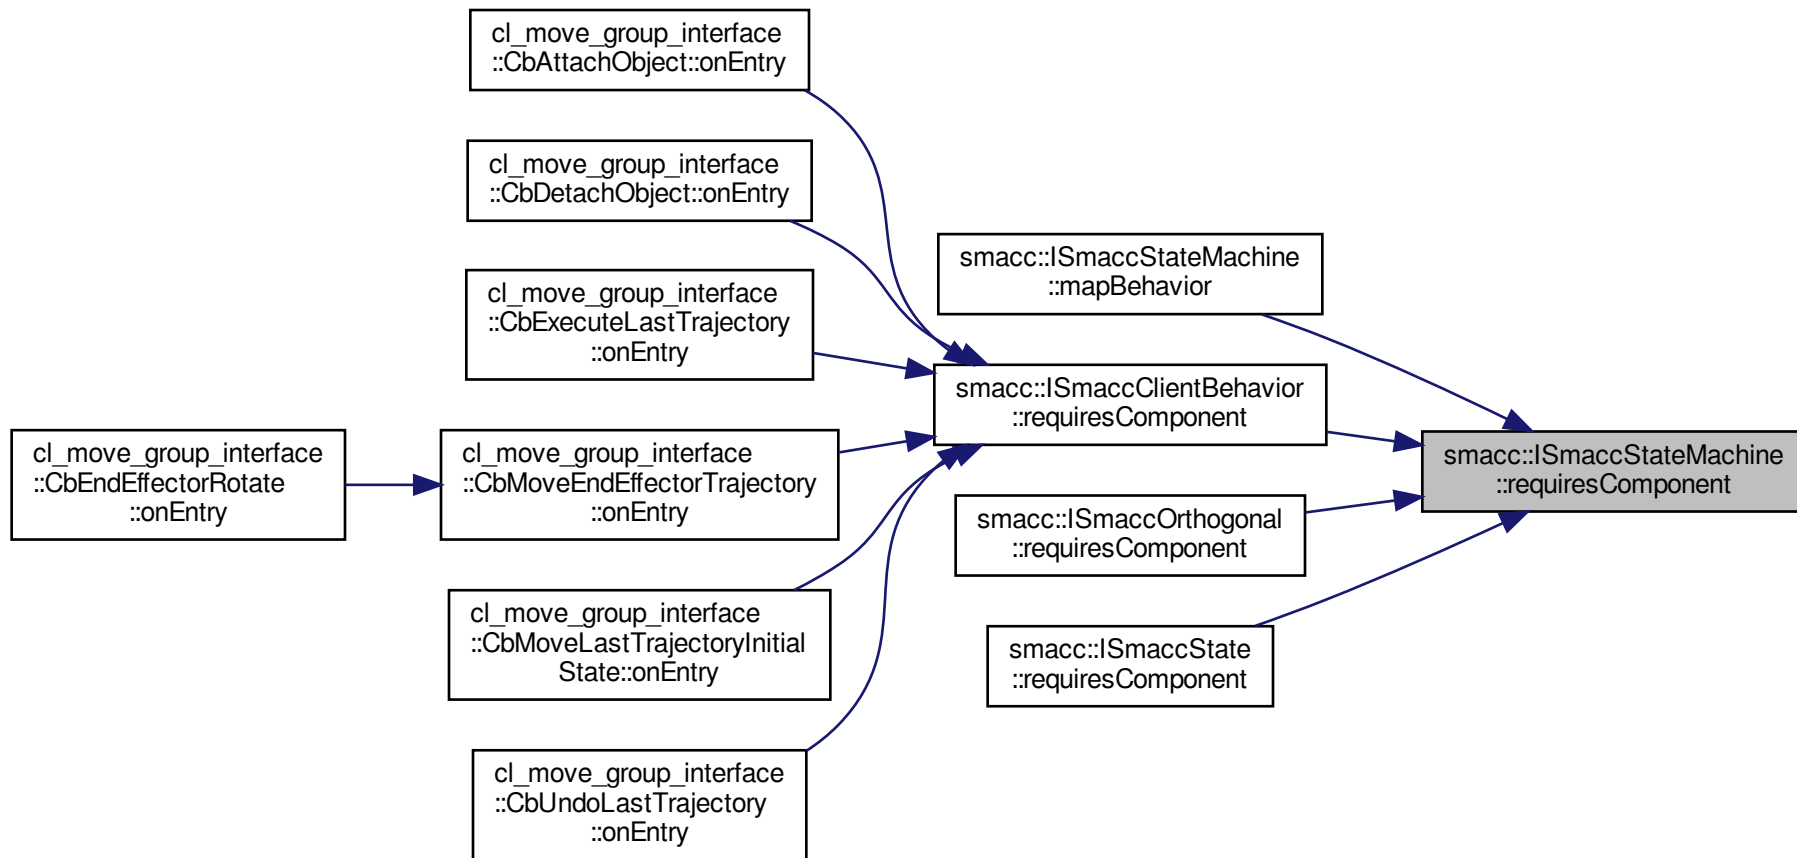 cl_move_group_interface
::CbAttachObject::onEntry
cl_move_group_interface
::CbDetachObject::onEntry
cl_move_group_interface
::CbExecuteLastTrajectory
::onEntry
cl_move_group_interface
::CbEndEffectorRotate
::onEntry
cl_move_group_interface
::CbMoveEndEffectorTrajectory
::onEntry
cl_move_group_interface
::CbMoveLastTrajectoryInitial
State::onEntry
cl_move_group_interface
::CbUndoLastTrajectory
::onEntry
smacc::ISmaccStateMachine
::mapBehavior
smacc::ISmaccClientBehavior
::requiresComponent
smacc::ISmaccOrthogonal
::requiresComponent
smacc::ISmaccState
::requiresComponent
smacc::ISmaccStateMachine
::requiresComponent